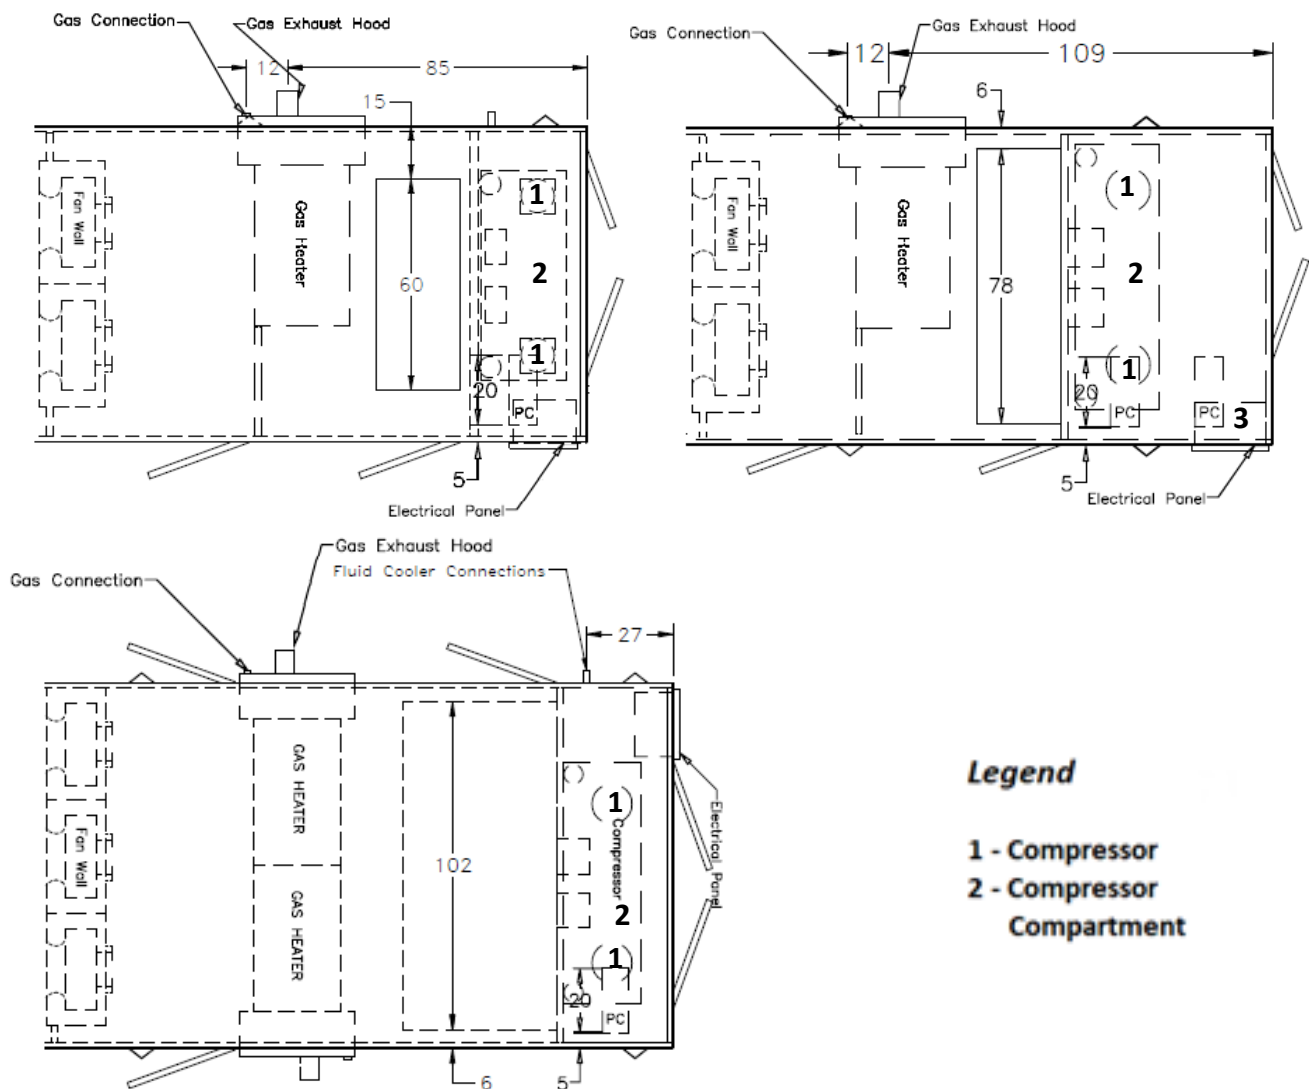 Gas Connection
Gas Exhaust Hood
12
85
15
Fan Wall
Gas Heater
60
1
2
1
20
PC
5
Electrical Panel
Gas Connection
Gas Exhaust Hood
12
109
6
Fan Wall
Gas Heater
78
1
2
1
20
PC
PC
3
5
Electrical Panel
Gas Exhaust Hood
Fluid Cooler Connections
Gas Connection
27
Fan Wall
GAS HEATER
GAS HEATER
102
1
Compressor
2
1
20
PC
Electrical Panel
6
5
Legend
1 - Compressor
2 - Compressor
Compartment